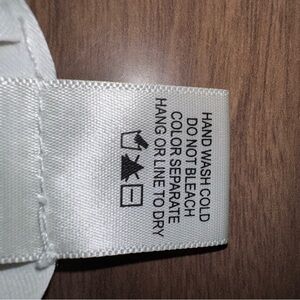 HAND WASH COLD
DO NOT BLEACH
COLOR SEPARATE
HANG OR LINE TO DRY